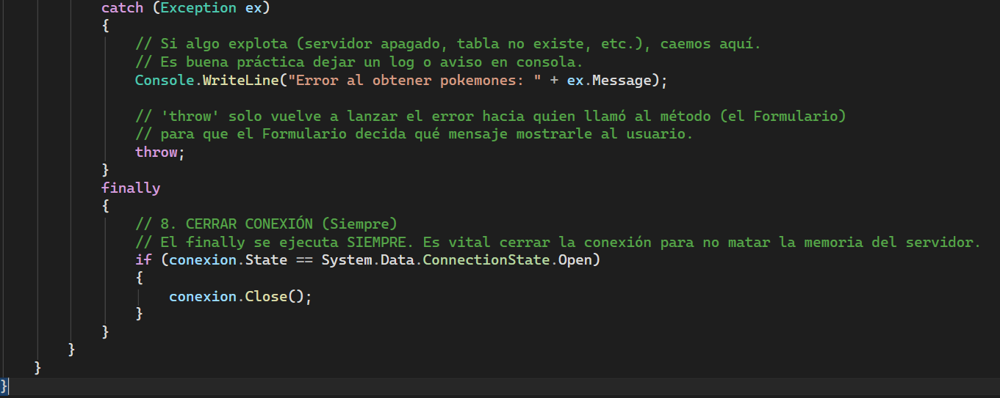 catch (Exception ex)
{
// Si algo explota (servidor apagado, tabla no existe, etc.), caemos aquí.
// Es buena práctica dejar un log o aviso en consola.
Console.WriteLine("Error al obtener pokemones: " + ex.Message);
// 'throw' solo vuelve a lanzar el error hacia quien llamó al método (el Formulario)
// para que el Formulario decida qué mensaje mostrarle al usuario.
throw;
}
finally
{
// 8. CERRAR CONEXIÓN (Siempre)
// El finally se ejecuta SIEMPRE. Es vital cerrar la conexión para no matar la memoria del servidor.
if (conexion.State == System.Data.ConnectionState.Open)
{
conexion.Close();
}
}
}
}
}